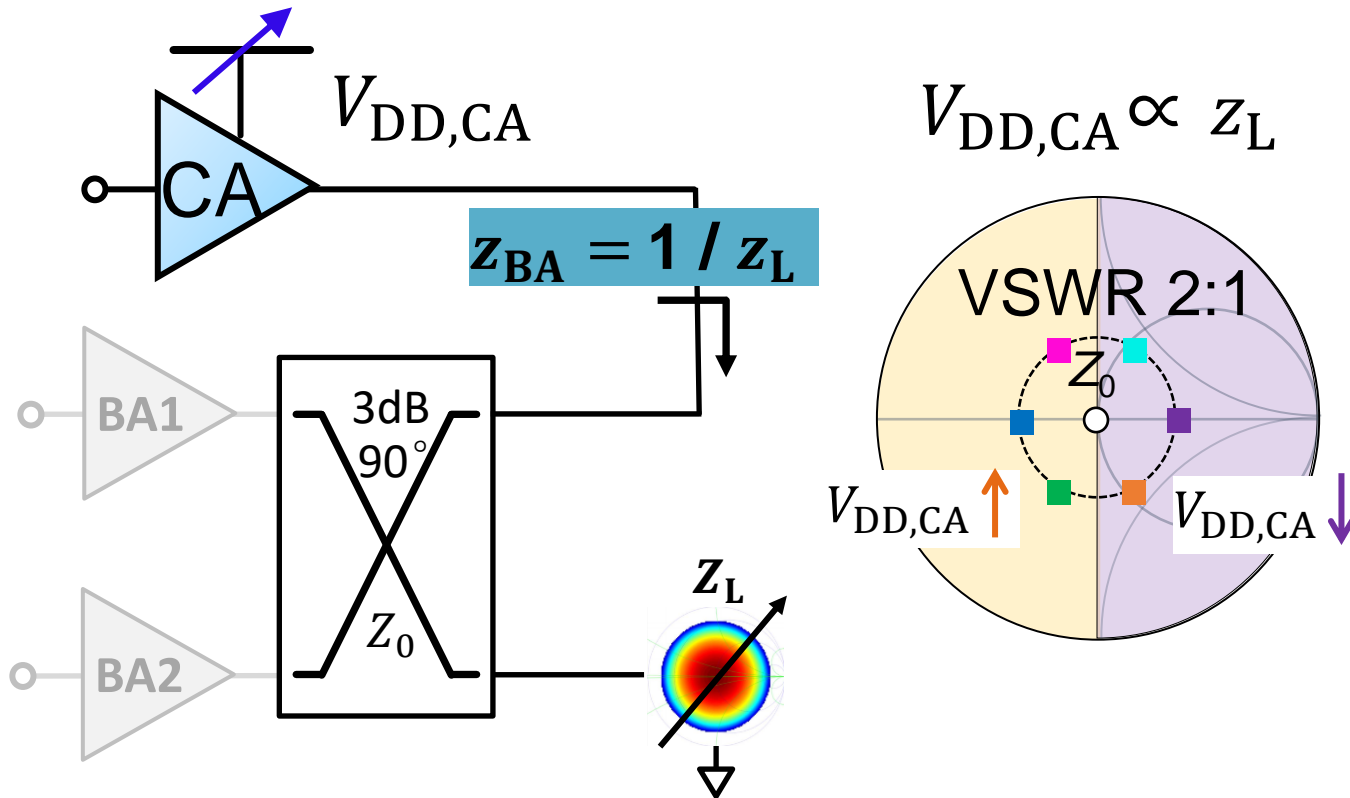 V_DD,CA
CA
z_BA = 1 / z_L
BA1
3dB
90°
Z_0
BA2
z_L
V_DD,CA ∝ z_L
VSWR 2:1
Z_0
V_DD,CA ↑
V_DD,CA ↓